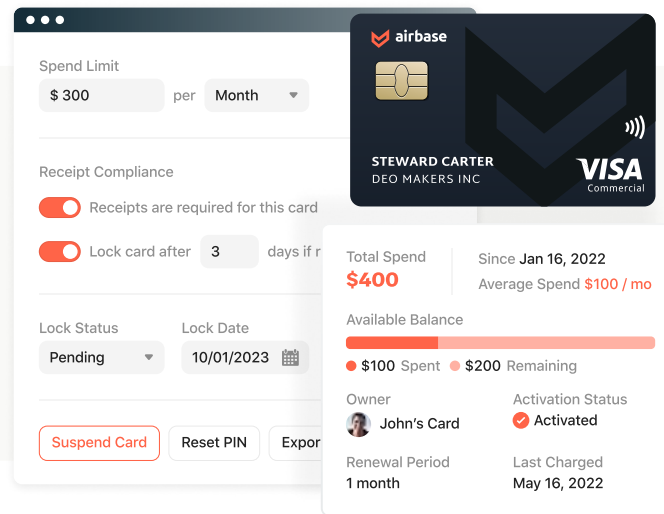 Spend Limit
$ 300 per Month
Receipt Compliance
Receipts are required for this card
Lock card after 3 days if
Lock Status Lock Date
Pending 10/01/2023
Suspend Card Reset PIN
airbase
STEWARD CARTER
DEO MAKERS INC
VISA
Commercial
Total Spend
$400
Since Jan 16, 2022
Average Spend $100 / mo
Available Balance
$100 Spent $200 Remaining
Owner
John's Card
Activation Status
Activated
Renewal Period
1 month
Last Charged
May 16, 2022